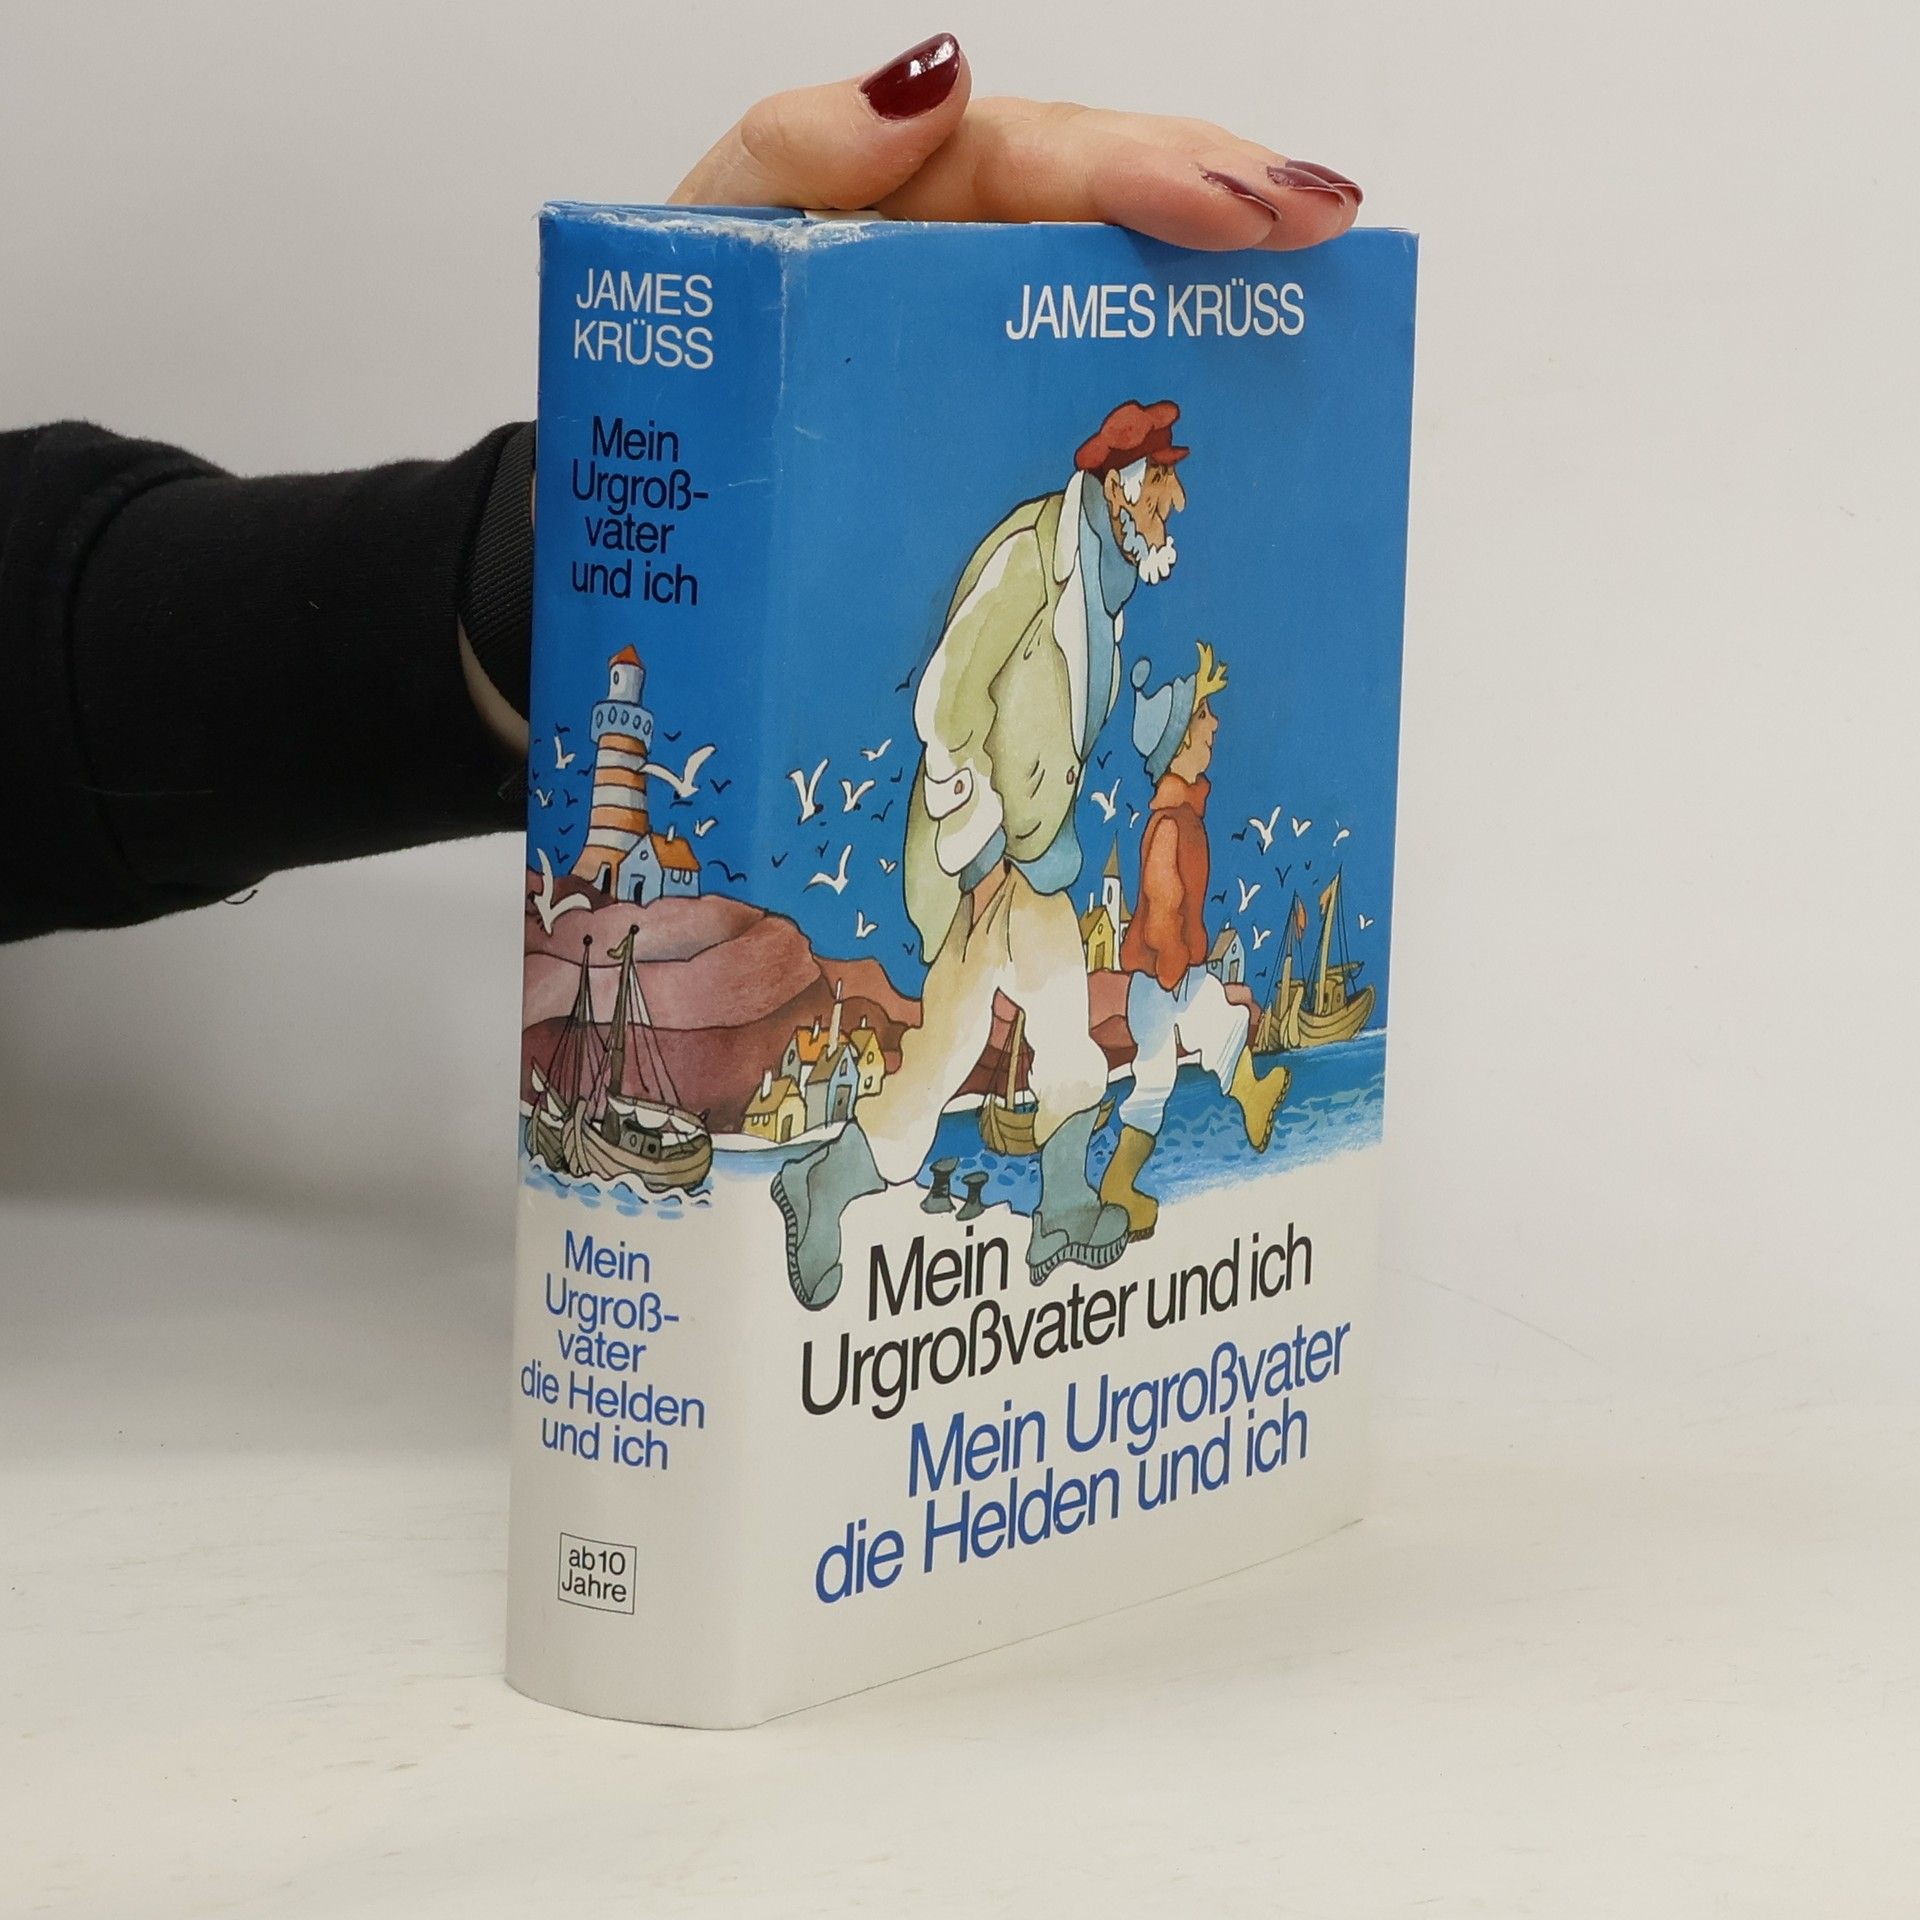 JAMES
KRÜSS
Mein
Urgroß-
vater
und ich
Mein
Urgroß-
vater
die Helden
und ich
ab 10
Jahre
JAMES KRÜSS
Mein
Urgroßvater und ich
Mein Urgroßvater
die Helden und ich